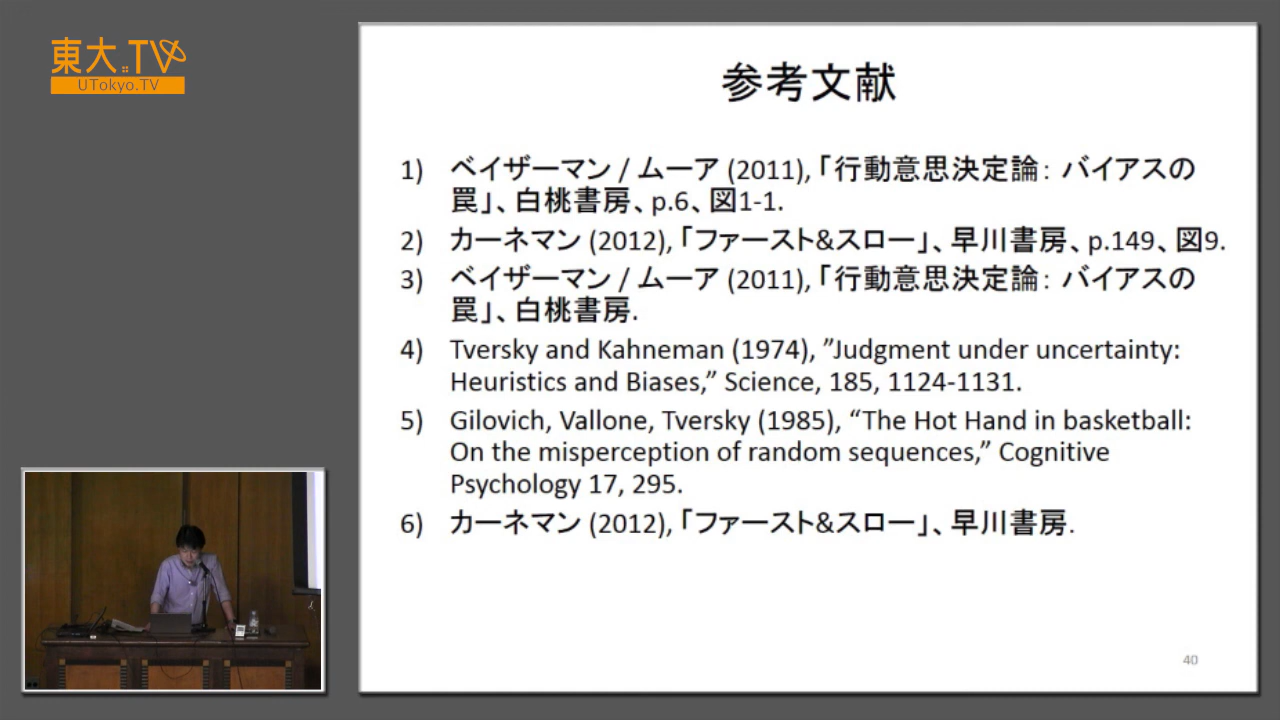 東大.TV
UTokyo.TV
参考文献
1) ベイザーマン / ムーア (2011),「行動意思決定論: バイアスの
罠」、白桃書房、p.6、図1-1.
2) カーネマン (2012),「ファースト&スロー」、早川書房、p.149、図9.
3) ベイザーマン / ムーア (2011),「行動意思決定論: バイアスの
罠」、白桃書房.
4) Tversky and Kahneman (1974), ”Judgment under uncertainty:
Heuristics and Biases,” Science, 185, 1124-1131.
5) Gilovich, Vallone, Tversky (1985), “The Hot Hand in basketball:
On the misperception of random sequences,” Cognitive
Psychology 17, 295.
6) カーネマン (2012),「ファースト&スロー」、早川書房.
40